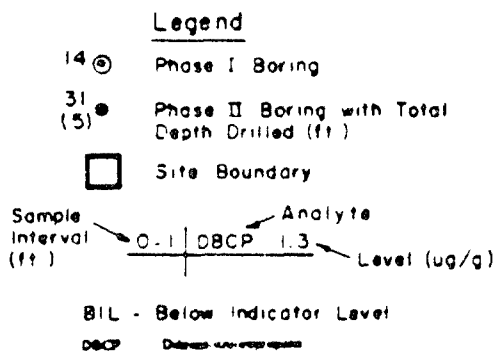 Legend
14 Phase I Boring
31
(5) Phase II Boring with Total
Depth Drilled (ft)
Site Boundary
Sample
Interval
(ft)
Analyte
0-1 DBCP 1.3
Level (ug/g)
BIL - Below Indicator Level
DBCP